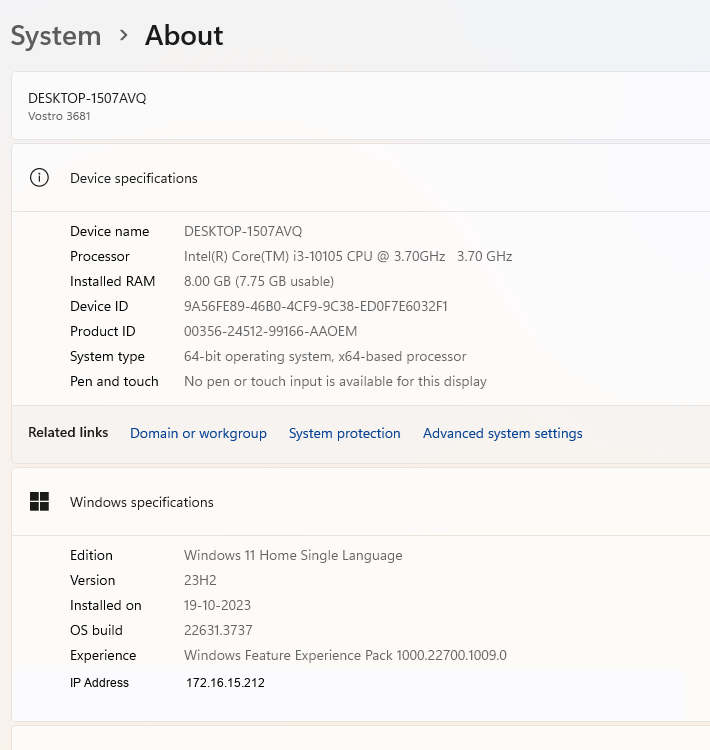 System > About
DESKTOP-1507AVQ
Vostro 3681
Device specifications
Device name DESKTOP-1507AVQ
Processor Intel(R) Core(TM) i3-10105 CPU @ 3.70GHz 3.70 GHz
Installed RAM 8.00 GB (7.75 GB usable)
Device ID 9A56FE89-46B0-4CF9-9C38-ED0F7E6032F1
Product ID 00356-24512-99166-AAOEM
System type 64-bit operating system, x64-based processor
Pen and touch No pen or touch input is available for this display
Related links Domain or workgroup System protection Advanced system settings
Windows specifications
Edition Windows 11 Home Single Language
Version 23H2
Installed on 19-10-2023
OS build 22631.3737
Experience Windows Feature Experience Pack 1000.22700.1009.0
IP Address 172.16.15.212